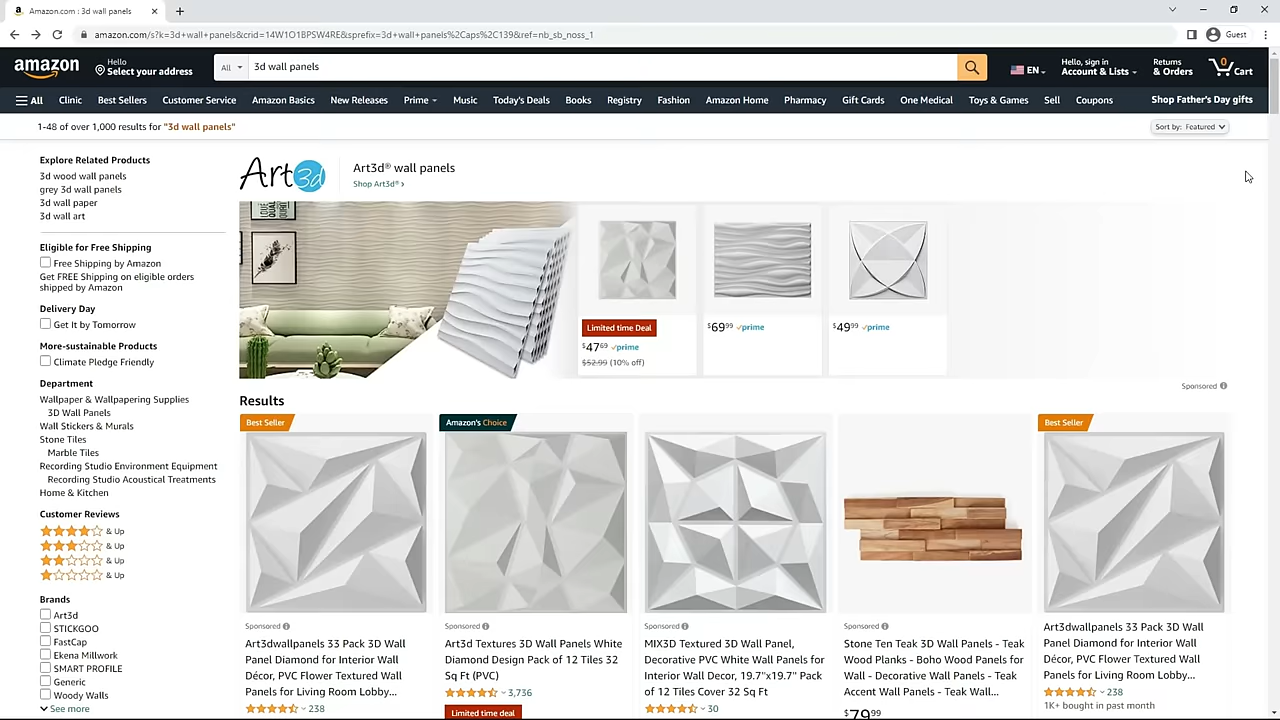 Amazon.com : 3d wall panels
amazon.com/s?k=3d+wall+panels&crid=14W1O1BPSW4RE&sprefix=3d+wall+panels%2Caps%2C139&ref=nb_sb_noss_1
Guest
amazon
Hello
Select your address
All
3d wall panels
EN
Hello, sign in
Account & Lists
Returns
& Orders
0
Cart
All
Clinic
Best Sellers
Customer Service
Amazon Basics
New Releases
Prime
Music
Today's Deals
Books
Registry
Fashion
Amazon Home
Pharmacy
Gift Cards
One Medical
Toys & Games
Sell
Coupons
Shop Father's Day gifts
1-48 of over 1,000 results for "3d wall panels"
Sort by: Featured
Explore Related Products
3d wood wall panels
grey 3d wall panels
3d wall paper
3d wall art
Eligible for Free Shipping
Free Shipping by Amazon
Get FREE Shipping on eligible orders
shipped by Amazon
Delivery Day
Get It by Tomorrow
More-sustainable Products
Climate Pledge Friendly
Department
Wallpaper & Wallpapering Supplies
3D Wall Panels
Wall Stickers & Murals
Stone Tiles
Marble Tiles
Recording Studio Environment Equipment
Recording Studio Acoustical Treatments
Home & Kitchen
Customer Reviews
& Up
& Up
& Up
& Up
Brands
Art3d
STICKGOO
FastCap
Ekena Millwork
SMART PROFILE
Generic
Woody Walls
See more
Art3d
Art3d® wall panels
Shop Art3d® ›
Limited time Deal
$4769 prime
$52.99 (10% off)
$6999 prime
$4999 prime
Sponsored
Results
Best Seller
Sponsored
Art3dwallpanels 33 Pack 3D Wall
Panel Diamond for Interior Wall
Décor, PVC Flower Textured Wall
Panels for Living Room Lobby...
238
Amazon's Choice
Sponsored
Art3d Textures 3D Wall Panels White
Diamond Design Pack of 12 Tiles 32
Sq Ft (PVC)
3,736
Limited time deal
Sponsored
MIX3D Textured 3D Wall Panel,
Decorative PVC White Wall Panels for
Interior Wall Decor, 19.7"x19.7" Pack
of 12 Tiles Cover 32 Sq Ft
30
Sponsored
Stone Ten Teak 3D Wall Panels - Teak
Wood Planks - Boho Wood Panels for
Wall - Decorative Wall Panels - Teak
Accent Wall Panels - Teak Wall...
$7999
Best Seller
Art3dwallpanels 33 Pack 3D Wall
Panel Diamond for Interior Wall
Décor, PVC Flower Textured Wall
Panels for Living Room Lobby...
238
1K+ bought in past month